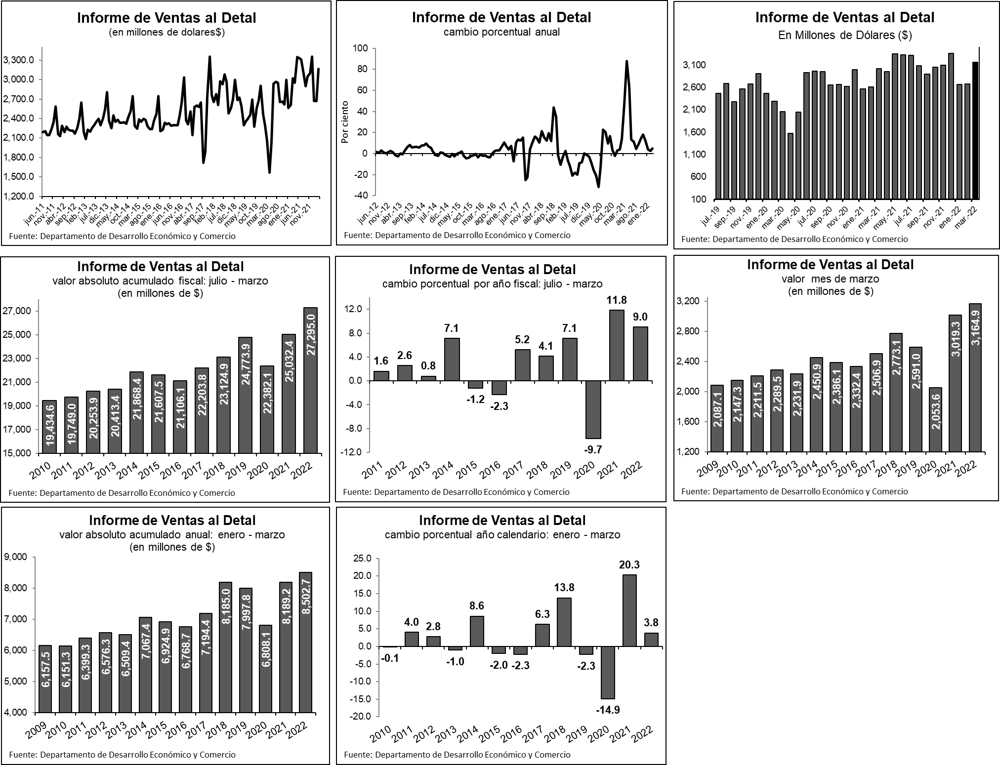 Informe de Ventas al Detal
(en millones de dolares$)
3,300.0
3,000.0
2,700.0
2,400.0
2,100.0
1,800.0
1,500.0
1,200.0
jun.-11
nov.-11
abr.-12
sep.-12
feb.-13
jul.-13
dic.-13
may.-14
oct.-14
mar.-15
ago.-15
ene.-16
jun.-16
nov.-16
abr.-17
sep.-17
feb.-18
jul.-18
dic.-18
may.-19
oct.-19
mar.-20
ago.-20
ene.-21
jun.-21
nov.-21
Fuente: Departamento de Desarrollo Económico y Comercio
Informe de Ventas al Detal
cambio porcentual anual
Por ciento
100
80
60
40
20
0
-20
-40
jun.-12
nov.-12
abr.-13
sep.-13
feb.-14
jul.-14
dic.-14
may.-15
oct.-15
mar.-16
ago.-16
ene.-17
jun.-17
nov.-17
abr.-18
sep.-18
feb.-19
jul.-19
dic.-19
may.-20
oct.-20
mar.-21
ago.-21
ene.-22
Fuente: Departamento de Desarrollo Económico y Comercio
Informe de Ventas al Detal
En Millones de Dólares ($)
3,100
2,600
2,100
1,600
1,100
600
100
jul.-19
sep.-19
nov.-19
ene.-20
mar.-20
may.-20
jul.-20
sep.-20
nov.-20
ene.-21
mar.-21
may.-21
jul.-21
sep.-21
nov.-21
ene.-22
mar.-22
Fuente: Departamento de Desarrollo Económico y Comercio
Informe de Ventas al Detal
valor absoluto acumulado fiscal: julio - marzo
(en millones de $)
27,000
25,000
23,000
21,000
19,000
17,000
15,000
19,434.6
19,749.0
20,253.9
20,413.4
21,868.4
21,607.5
21,106.1
22,203.8
23,124.9
24,773.9
22,382.1
25,032.4
27,295.0
2010
2011
2012
2013
2014
2015
2016
2017
2018
2019
2020
2021
2022
Fuente: Departamento de Desarrollo Económico y Comercio
Informe de Ventas al Detal
cambio porcentual por año fiscal: julio - marzo
12.0
8.0
4.0
0.0
-4.0
-8.0
-12.0
1.6
2.6
0.8
7.1
-1.2
-2.3
5.2
4.1
7.1
-9.7
11.8
9.0
2011
2012
2013
2014
2015
2016
2017
2018
2019
2020
2021
2022
Fuente: Departamento de Desarrollo Económico y Comercio
Informe de Ventas al Detal
valor mes de marzo
(en millones de $)
3,200
2,800
2,400
2,000
1,600
1,200
2,087.1
2,147.3
2,211.5
2,289.5
2,231.9
2,450.9
2,386.1
2,332.4
2,506.9
2,773.1
2,591.0
2,053.6
3,019.3
3,164.9
2009
2010
2011
2012
2013
2014
2015
2016
2017
2018
2019
2020
2021
2022
Fuente: Departamento de Desarrollo Económico y Comercio
Informe de Ventas al Detal
valor absoluto acumulado anual: enero - marzo
(en millones de $)
9,000
8,000
7,000
6,000
5,000
4,000
6,157.5
6,151.3
6,399.3
6,576.3
6,509.4
7,067.4
6,924.9
6,768.7
7,194.4
8,185.0
7,997.8
6,808.1
8,189.2
8,502.7
2009
2010
2011
2012
2013
2014
2015
2016
2017
2018
2019
2020
2021
2022
Fuente: Departamento de Desarrollo Económico y Comercio
Informe de Ventas al Detal
cambio porcentual año calendario: enero - marzo
25.0
20.0
15.0
10.0
5.0
0.0
-5.0
-10.0
-15.0
-20.0
-0.1
4.0
2.8
-1.0
8.6
-2.0
-2.3
6.3
13.8
-2.3
-14.9
20.3
3.8
2010
2011
2012
2013
2014
2015
2016
2017
2018
2019
2020
2021
2022
Fuente: Departamento de Desarrollo Económico y Comercio